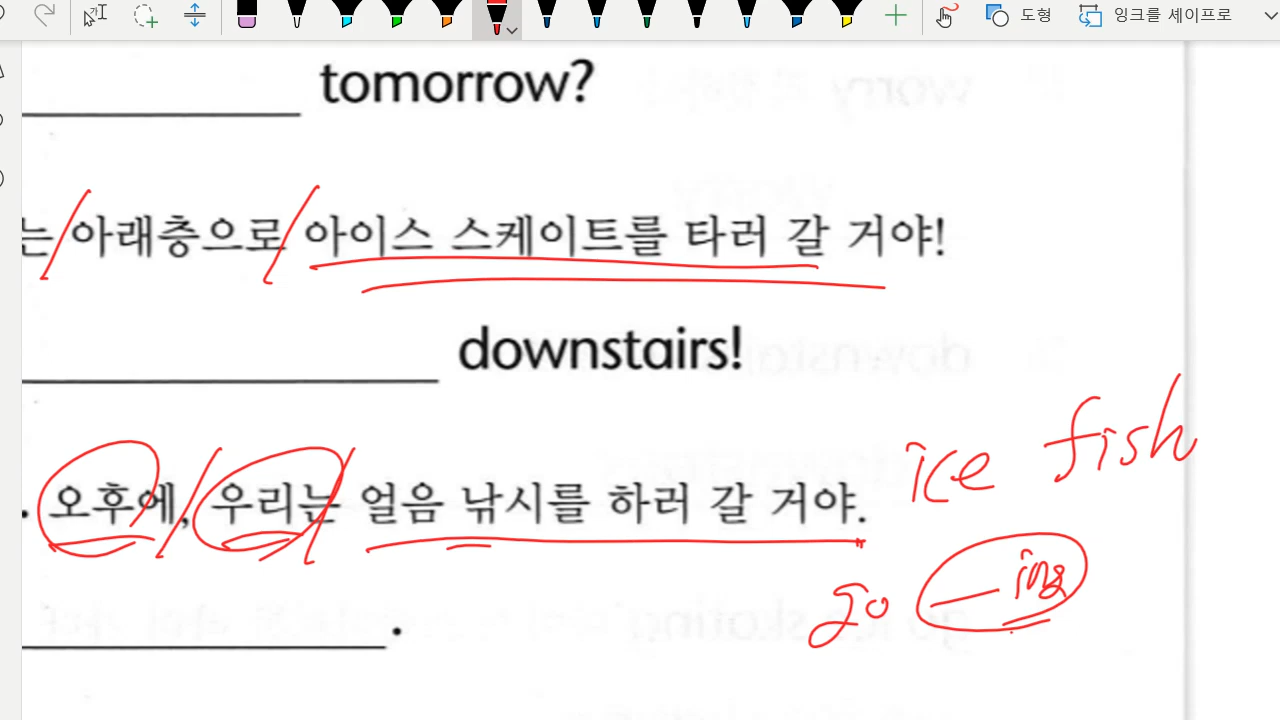 도형
잉크를 셰이프로
tomorrow?
는 아래층으로 아이스 스케이트를 타러 갈 거야!
downstairs!
ice fish
. 오후에, 우리는 얼음 낚시를 하러 갈 거야.
go _ing
.